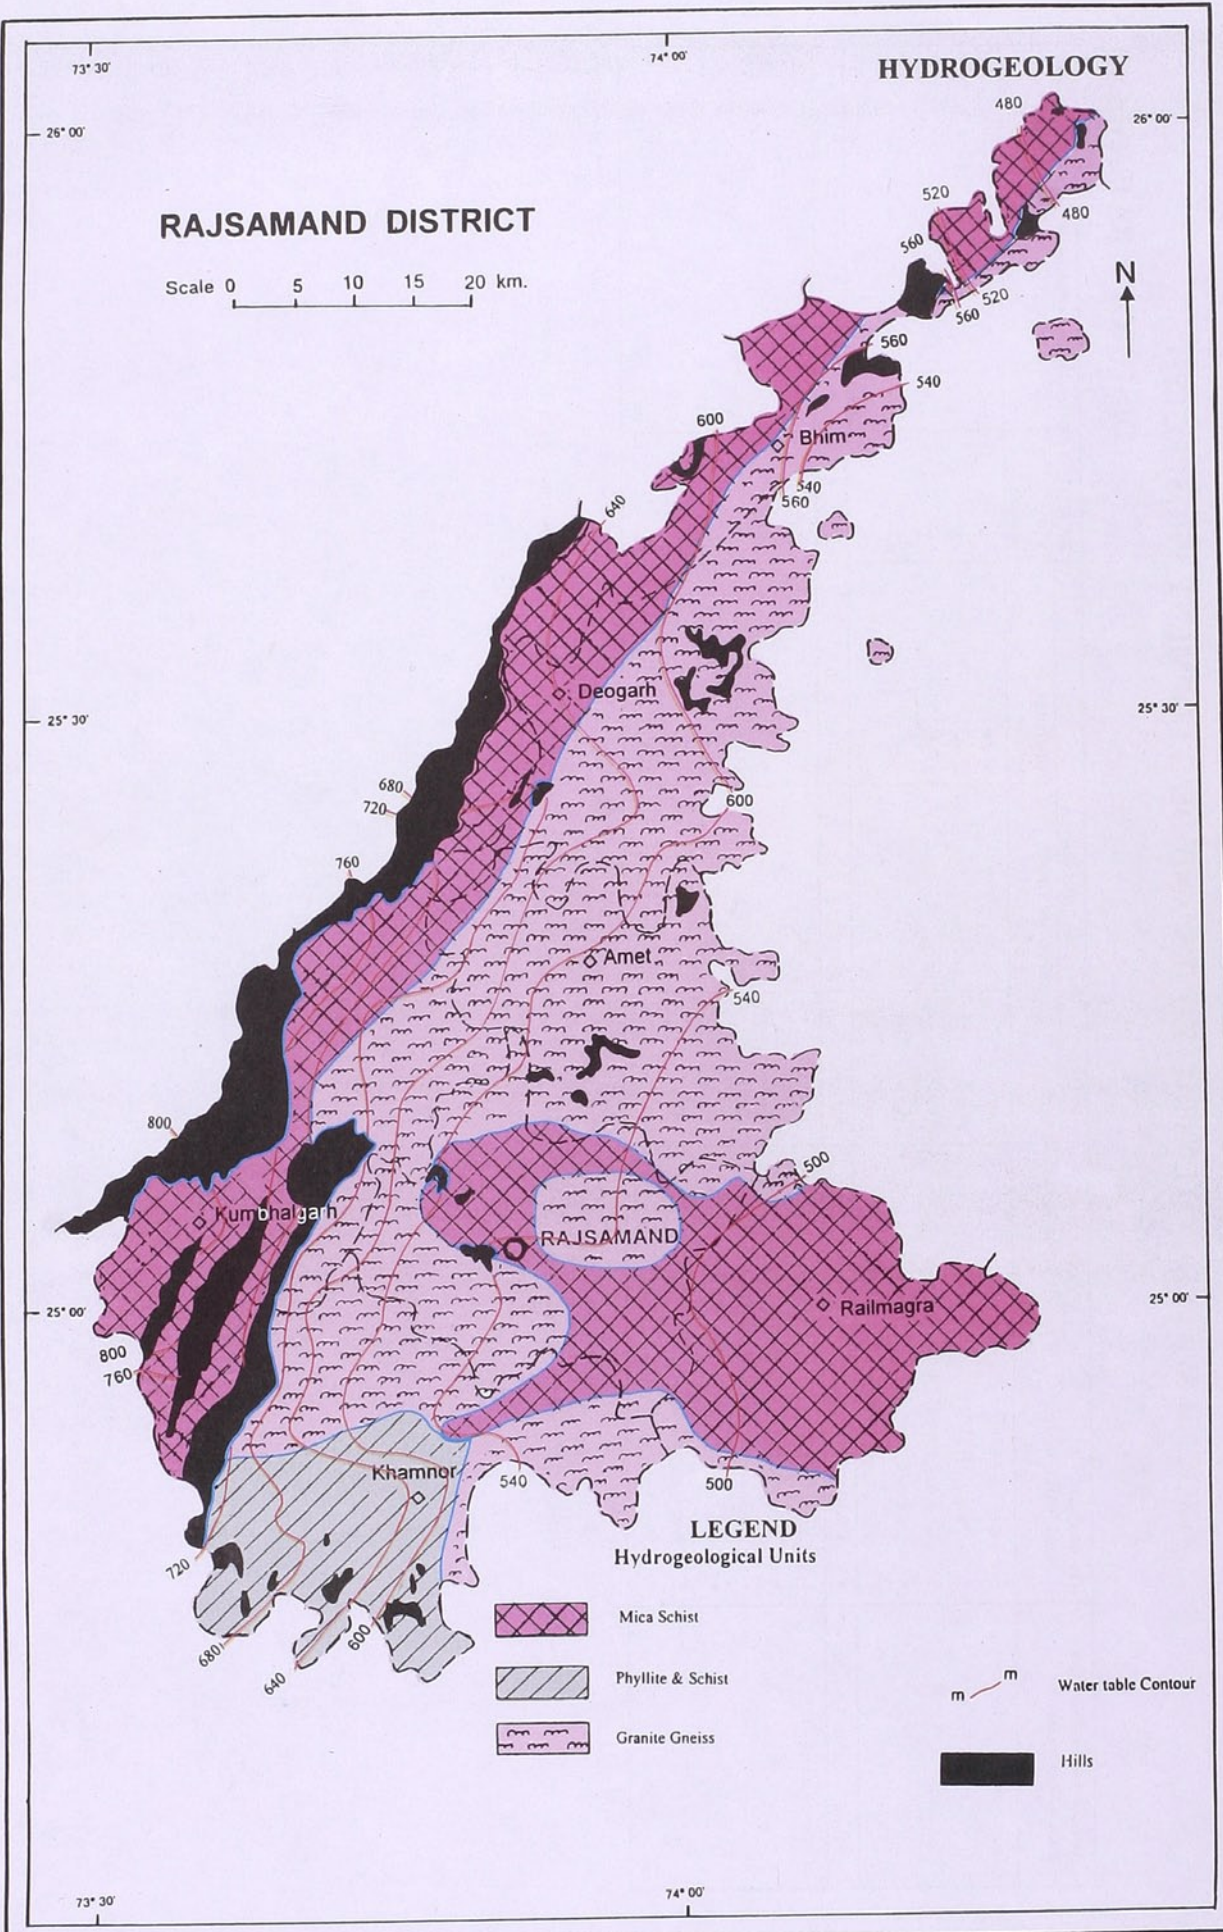 73° 30'
74° 00'
HYDROGEOLOGY
26° 00'
480
26° 00'
520
480
RAJSAMAND DISTRICT
560
N
Scale 0 5 10 15 20 km.
520
560
560
540
600
Bhim
540
560
640
Deogarh
25° 30'
25° 30'
680
720
600
760
Amet
540
800
500
Kumbhalgarh
RAJSAMAND
25° 00'
Railmagra
25° 00'
800
760
Khamnor
540
500
LEGEND
Hydrogeological Units
720
Mica Schist
680
600
640
Phyllite & Schist
m m Water table Contour
Granite Gneiss
Hills
73° 30'
74° 00'